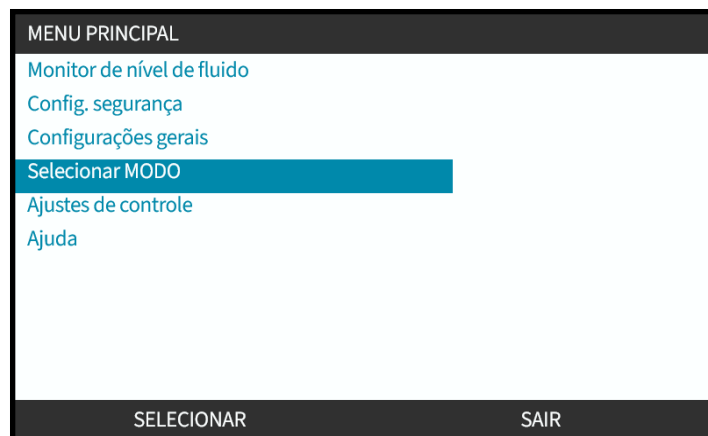 MENU PRINCIPAL
Monitor de nível de fluido
Config. segurança
Configurações gerais
Selecionar MODO
Ajustes de controle
Ajuda
SELECIONAR SAIR